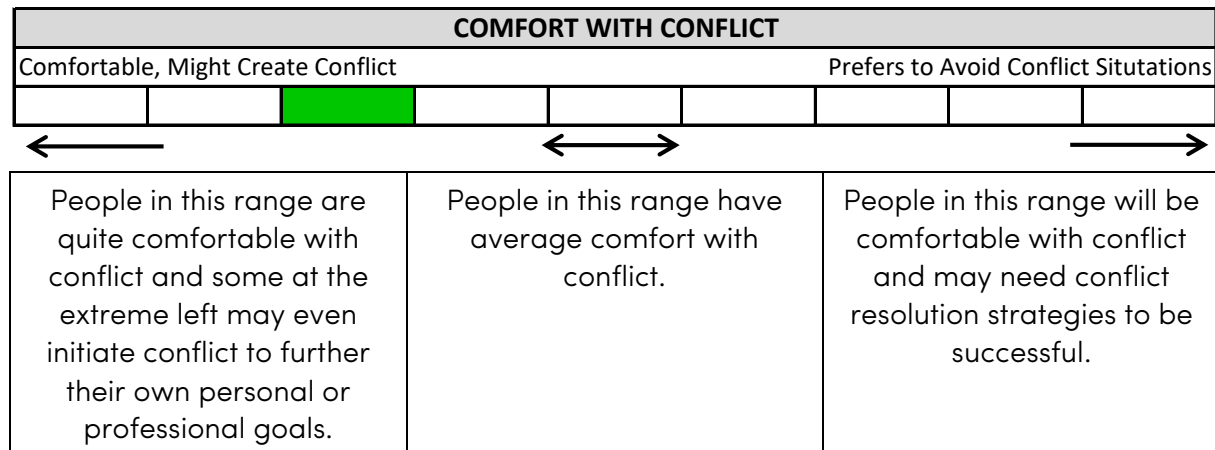 COMFORT WITH CONFLICT
Comfortable, Might Create Conflict
Prefers to Avoid Conflict Situtations
People in this range are
quite comfortable with
conflict and some at the
extreme left may even
initiate conflict to further
their own personal or
professional goals.
People in this range have
average comfort with
conflict.
People in this range will be
comfortable with conflict
and may need conflict
resolution strategies to be
successful.